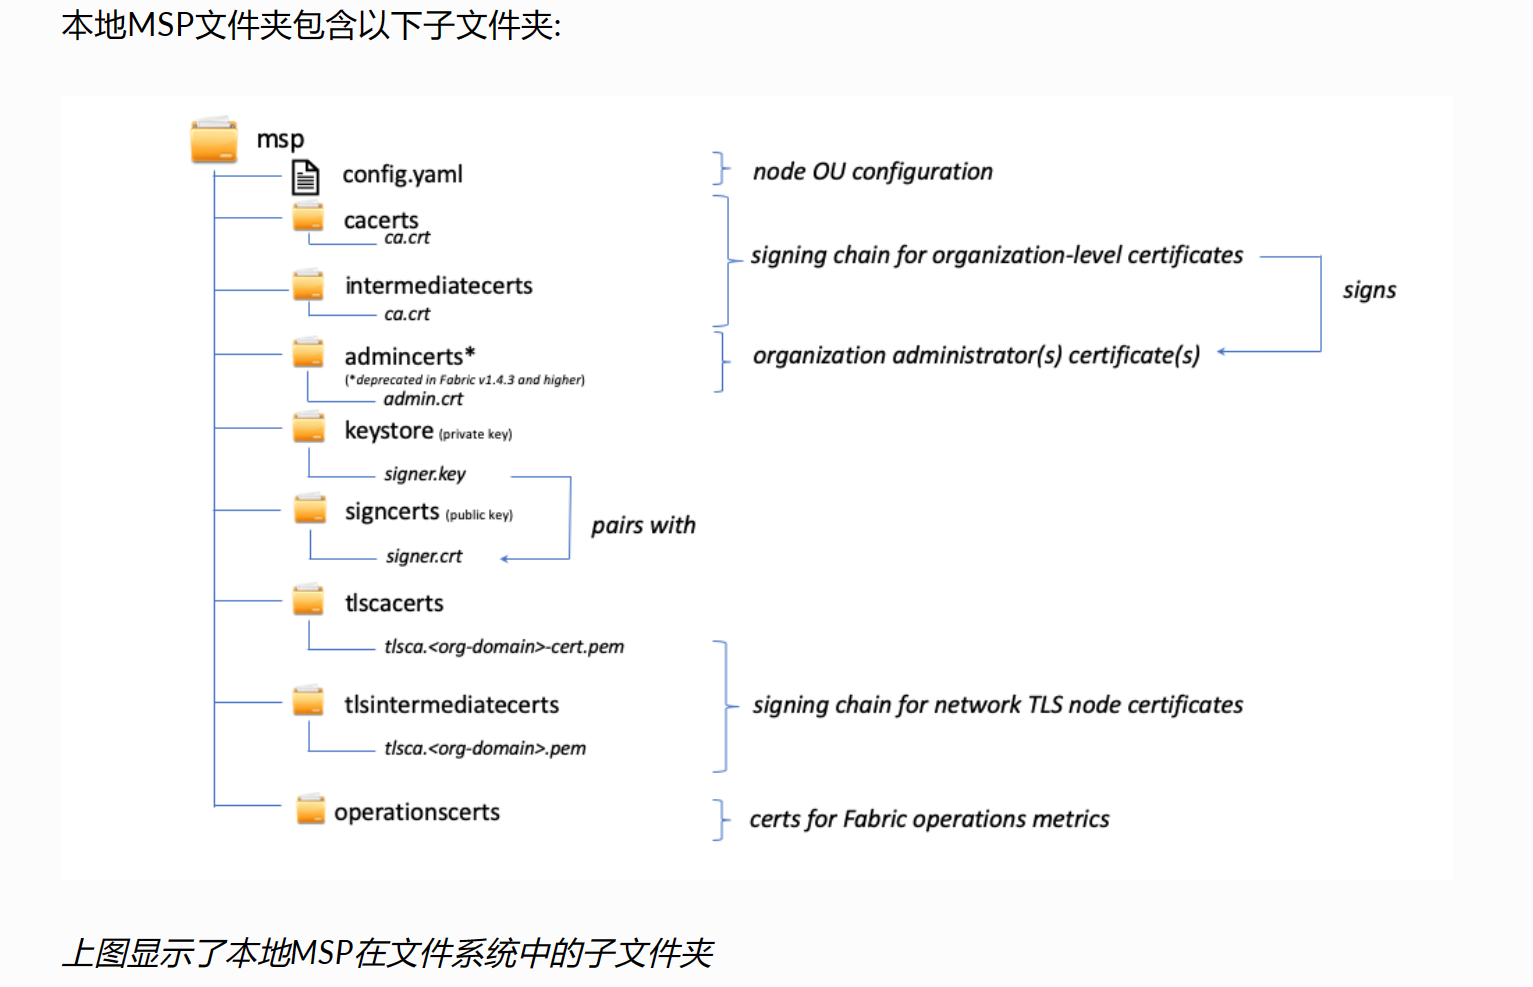 本地MSP文件夹包含以下子文件夹:
msp
config.yaml
node OU configuration
cacerts
ca.crt
signing chain for organization-level certificates
signs
intermediatecerts
ca.crt
admincerts*
(*deprecated in Fabric v1.4.3 and higher)
admin.crt
organization administrator(s) certificate(s)
keystore (private key)
signer.key
signcerts (public key)
pairs with
signer.crt
tlscacerts
tlsca.<org-domain>-cert.pem
tlsintermediatecerts
signing chain for network TLS node certificates
tlsca.<org-domain>.pem
operationscerts
certs for Fabric operations metrics
上图显示了本地MSP在文件系统中的子文件夹